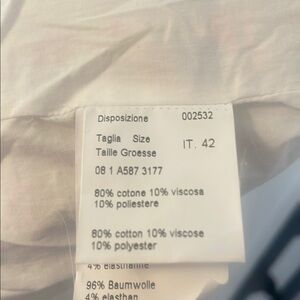 Disposizione 002532
Taglia Size IT. 42
Taille Groesse
08 1 A587 3177
80% cotone 10% viscosa
10% poliestere
80% cotton 10% viscose
10% polyester
4% elasthanne
96% Baumwolle
4% elasthan